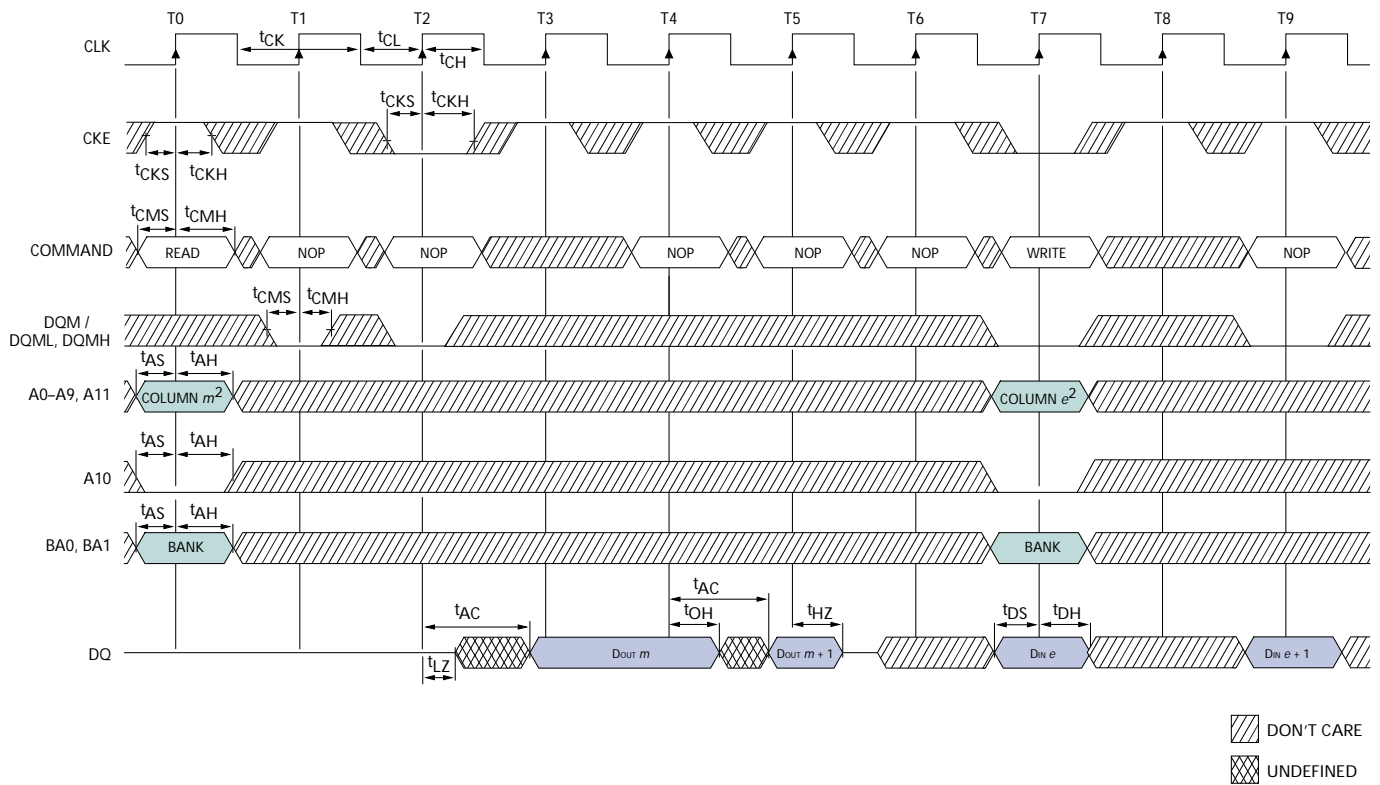 T0 T1 T2 T3 T4 T5 T6 T7 T8 T9
CLK
tCK tCL
tCH
tCKS tCKH
CKE
tCKS tCKH
tCMS tCMH
COMMAND READ NOP NOP NOP NOP NOP WRITE NOP
tCMS tCMH
DQM /
DQML, DQMH
tAS tAH
A0–A9, A11 COLUMN m2 COLUMN e2
tAS tAH
A10
tAS tAH
BA0, BA1 BANK BANK
tAC
tAC tOH tHZ tDS tDH
DQ DOUT m DOUT m + 1 DIN e DIN e + 1
tLZ
DON'T CARE
UNDEFINED